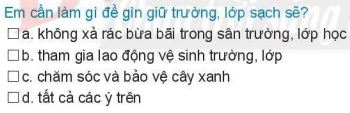 Em cần làm gì để gìn giữ trường, lớp sạch sẽ?
□ a. không xả rác bừa bãi trong sân trường, lớp học
□ b. tham gia lao động vệ sinh trường, lớp
□ c. chăm sóc và bảo vệ cây xanh
□ d. tất cả các ý trên